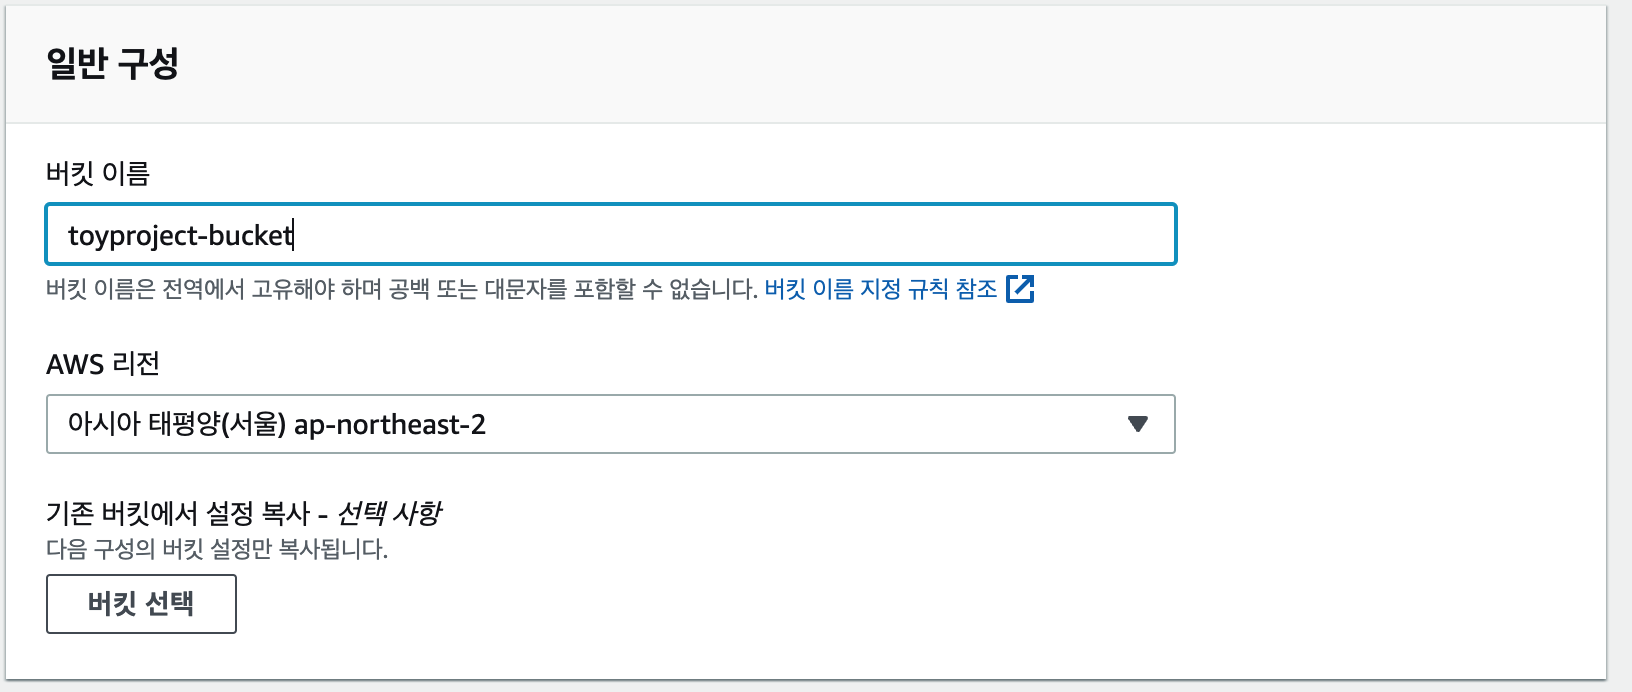 일반 구성
버킷 이름
toyproject-bucket
버킷 이름은 전역에서 고유해야 하며 공백 또는 대문자를 포함할 수 없습니다. 버킷 이름 지정 규칙 참조
AWS 리전
아시아 태평양(서울) ap-northeast-2
기존 버킷에서 설정 복사 - 선택 사항
다음 구성의 버킷 설정만 복사됩니다.
버킷 선택